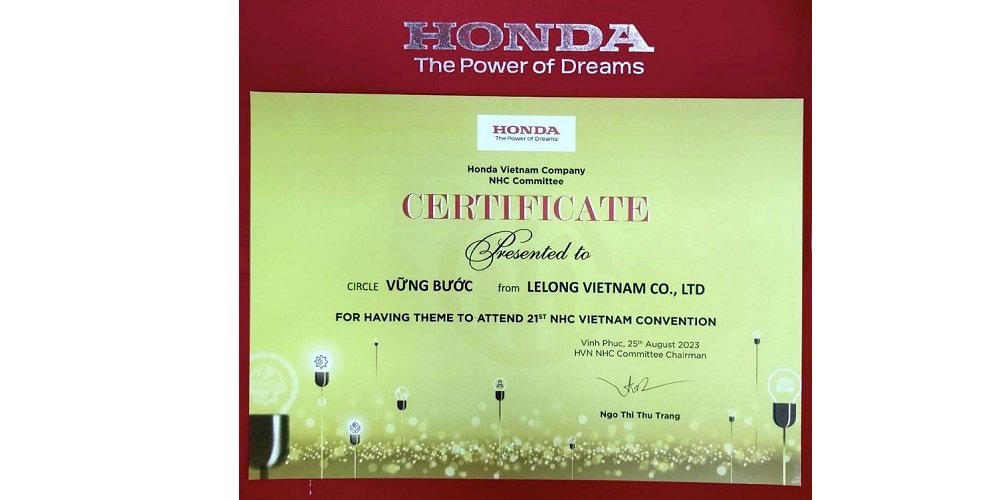 HONDA
The Power of Dreams
HONDA
The Power of Dreams
Honda Vietnam Company
NHC Committee
CERTIFICATE
Presented to
CIRCLE VỮNG BƯỚC from LELONG VIETNAM CO., LTD
FOR HAVING THEME TO ATTEND 21ST NHC VIETNAM CONVENTION
Vinh Phuc, 25th August 2023
HVN NHC Committee Chairman
Ngo Thi Thu Trang